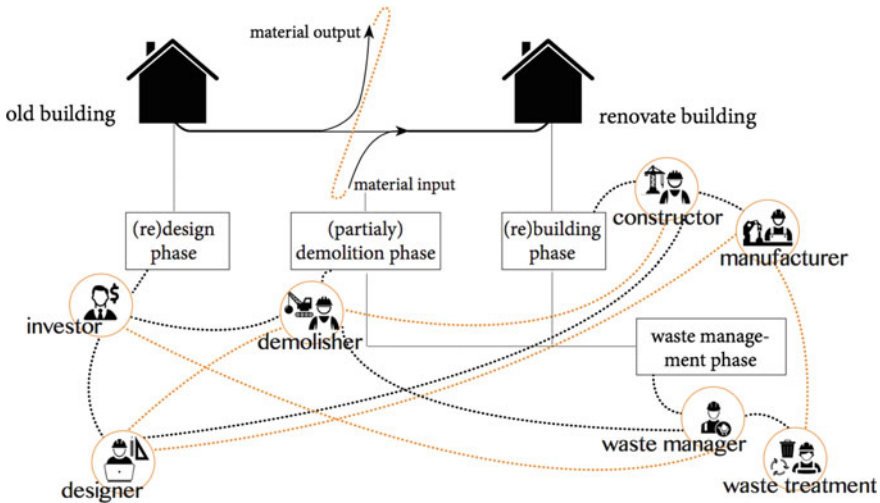 material output
old building
renovate building
material input
(re)design
phase
(partialy)
demolition phase
(re)building
phase
constructor
manufacturer
investor
demolisher
waste manage-
ment phase
waste manager
designer
waste treatment
$